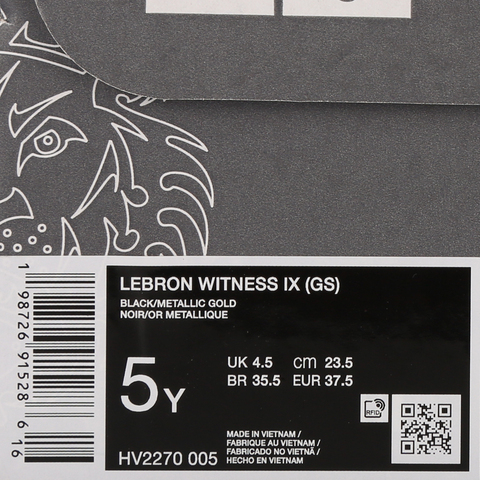 LEBRON WITNESS IX (GS)
BLACK/METALLIC GOLD
NOIR/OR METALLIQUE
5Y
UK 4.5 cm 23.5
BR 35.5 EUR 37.5
RFID
MADE IN VIETNAM /
FABRIQUE AU VIETNAM /
FABRICADO NO VIETNÃ /
HECHO EN VIETNAM
HV2270 005
1 98726 91528 6 16